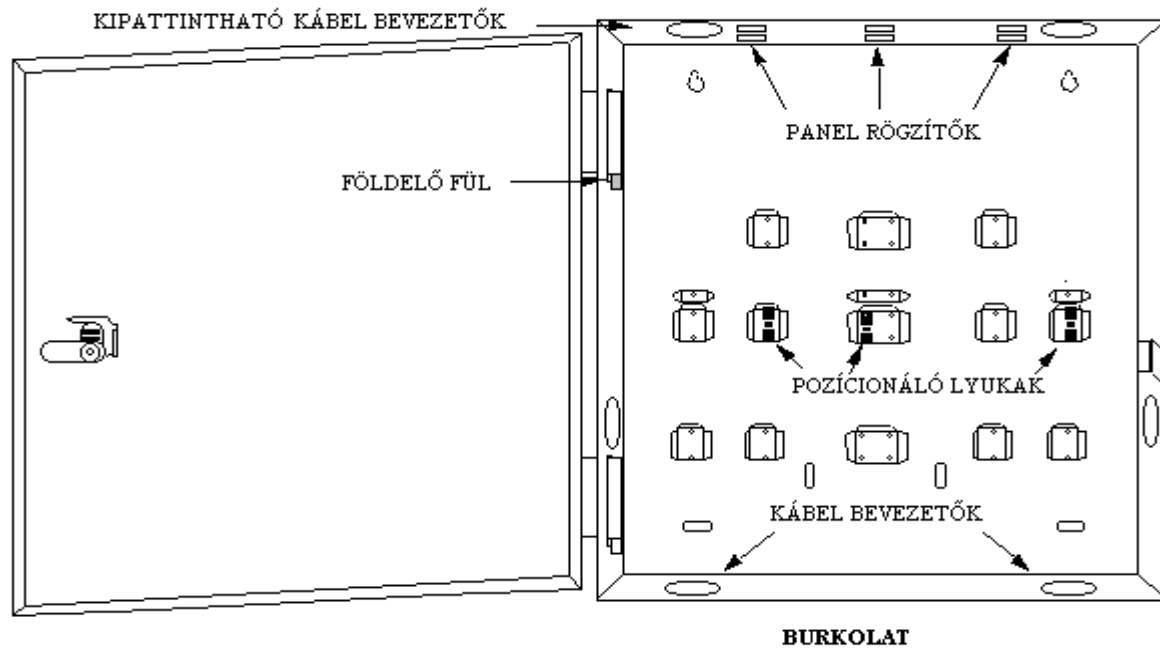 KIPATTINTHATÓ KÁBEL BEVEZETŐK
PANEL RÖGZÍTŐK
FÖLDELŐ FÜL
POZÍCIONÁLÓ LYUKAK
KÁBEL BEVEZETŐK
BURKOLAT